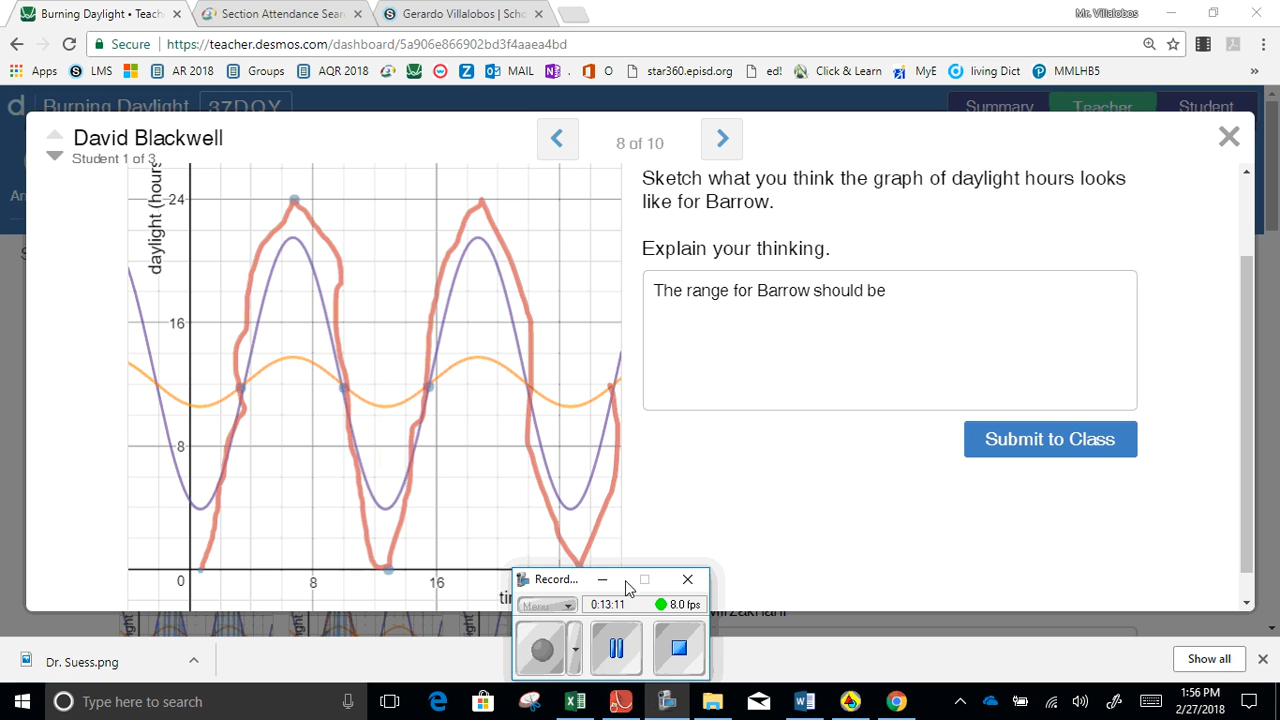 Burning Daylight • Teach
Section Attendance Sear
Gerardo Villalobos | Scho
Mr. Villalobos
Secure
https://teacher.desmos.com/dashboard/5a906e866902bd3f4aaea4bd
Apps
LMS
AR 2018
Groups
AQR 2018
MAIL
O
star360.episd.org
ed!
Click & Learn
MyE
living Dict
MMLHB5
»
d
Burning Daylight
37DQY
Summary
Teacher
Student
David Blackwell
Student 1 of 3
8 of 10
Sketch what you think the graph of daylight hours looks
like for Barrow.
Explain your thinking.
The range for Barrow should be
Submit to Class
daylight (hours
24
16
8
0
8
16
tir
Record...
Menu
0:13:11
8.0 fps
Dr. Suess.png
Show all
Type here to search
1:56 PM
2/27/2018